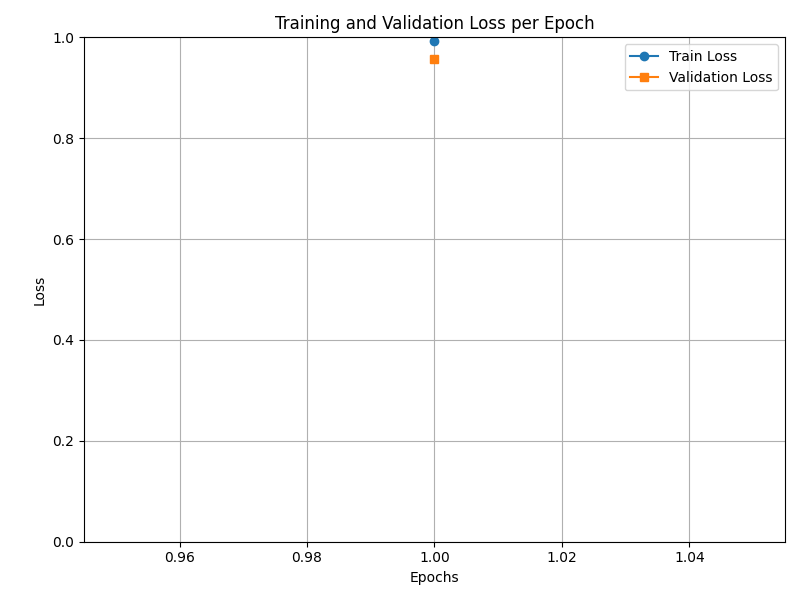 Training and Validation Loss per Epoch
1.0
Train Loss
Validation Loss
0.8
0.6
Loss
0.4
0.2
0.0
0.96 0.98 1.00 1.02 1.04
Epochs